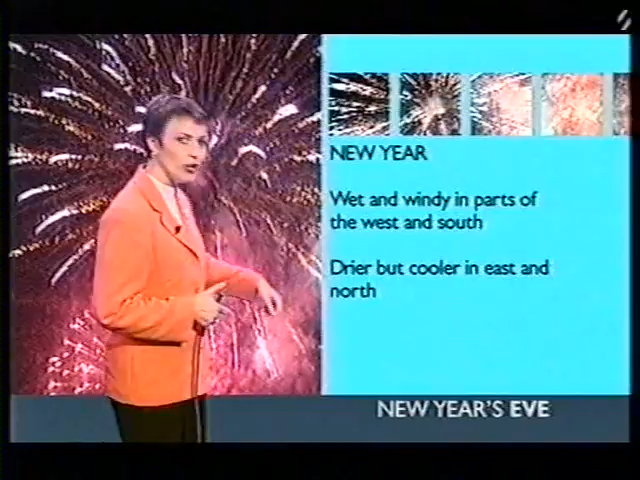 NEW YEAR
Wet and windy in parts of
the west and south
Drier but cooler in east and
north
NEW YEAR'S EVE